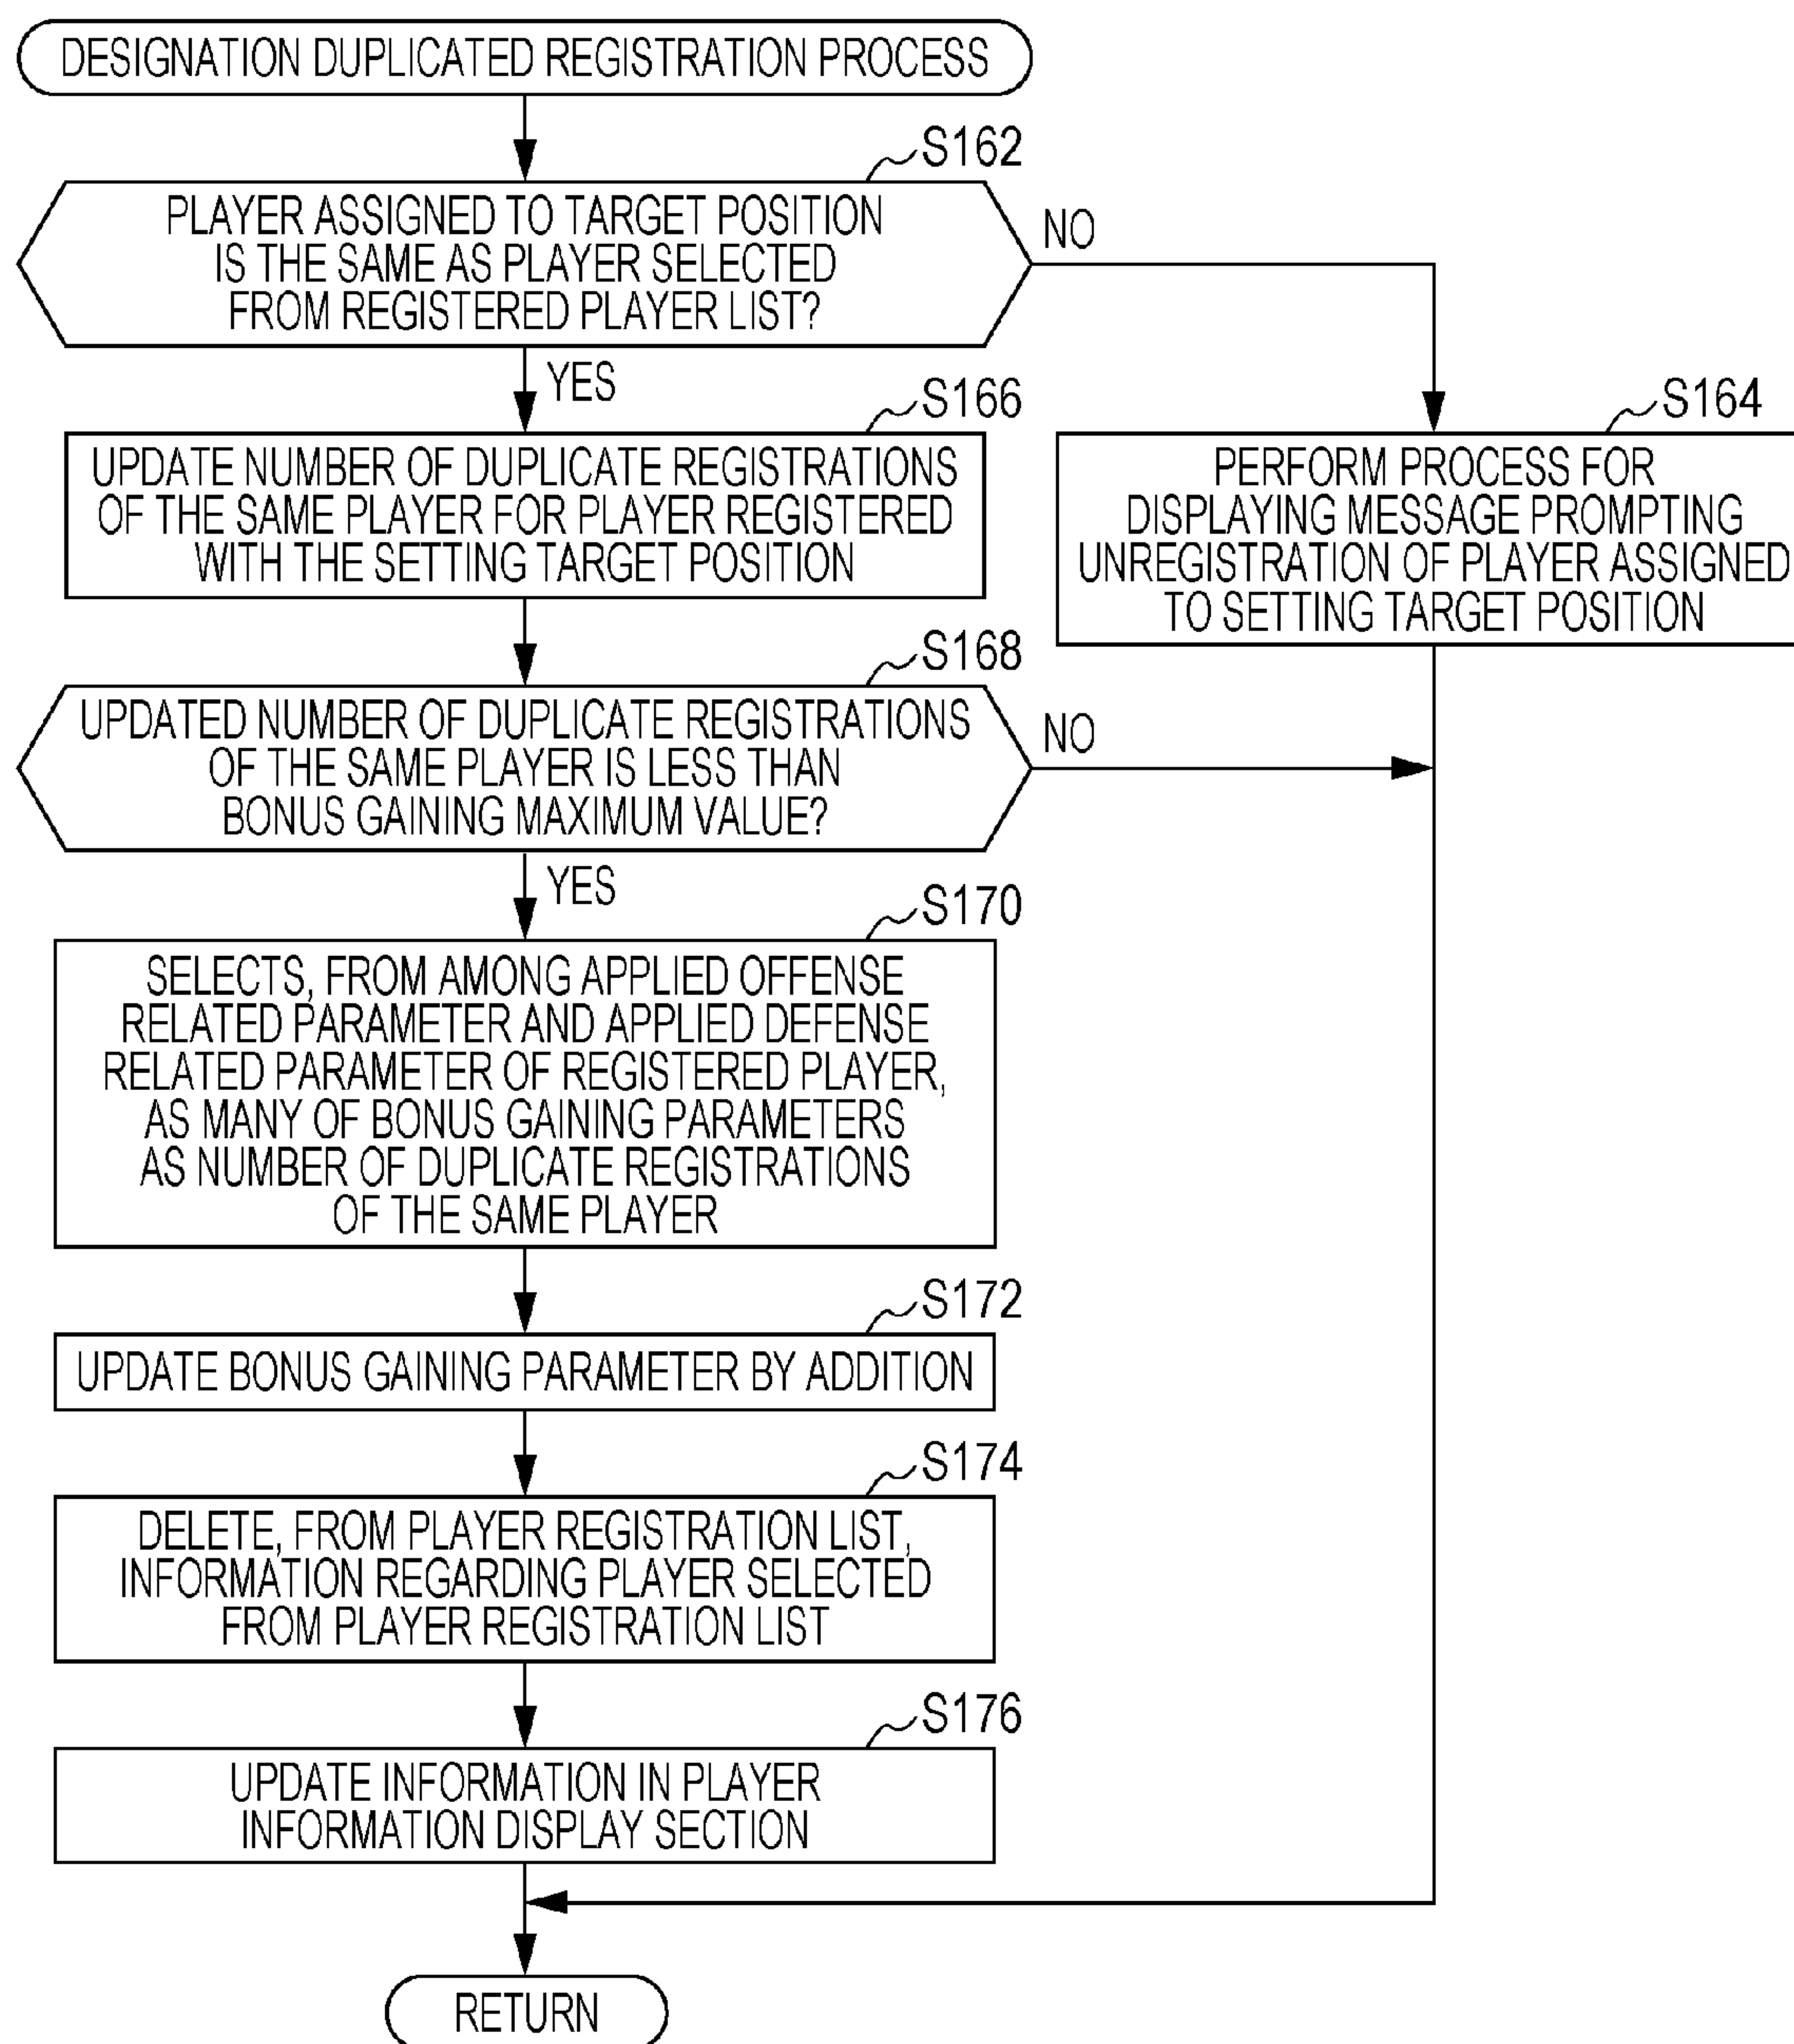 DESIGNATION DUPLICATED REGISTRATION PROCESS
S162
PLAYER ASSIGNED TO TARGET POSITION
IS THE SAME AS PLAYER SELECTED
FROM REGISTERED PLAYER LIST?
NO
YES
S166
UPDATE NUMBER OF DUPLICATE REGISTRATIONS
OF THE SAME PLAYER FOR PLAYER REGISTERED
WITH THE SETTING TARGET POSITION
S164
PERFORM PROCESS FOR
DISPLAYING MESSAGE PROMPTING
UNREGISTRATION OF PLAYER ASSIGNED
TO SETTING TARGET POSITION
S168
UPDATED NUMBER OF DUPLICATE REGISTRATIONS
OF THE SAME PLAYER IS LESS THAN
BONUS GAINING MAXIMUM VALUE?
NO
YES
S170
SELECTS, FROM AMONG APPLIED OFFENSE
RELATED PARAMETER AND APPLIED DEFENSE
RELATED PARAMETER OF REGISTERED PLAYER,
AS MANY OF BONUS GAINING PARAMETERS
AS NUMBER OF DUPLICATE REGISTRATIONS
OF THE SAME PLAYER
S172
UPDATE BONUS GAINING PARAMETER BY ADDITION
S174
DELETE, FROM PLAYER REGISTRATION LIST,
INFORMATION REGARDING PLAYER SELECTED
FROM PLAYER REGISTRATION LIST
S176
UPDATE INFORMATION IN PLAYER
INFORMATION DISPLAY SECTION
RETURN